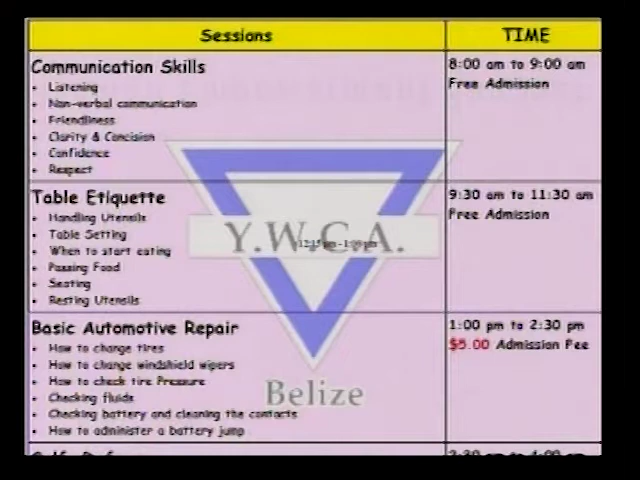 Sessions
TIME
Communication Skills
8:00 am to 9:00 am
Free Admission
• Listening
• Non-verbal communication
• Friendliness
• Clarity & Concision
• Confidence
• Respect
Table Etiquette
9:30 am to 11:30 am
Free Admission
• Handling Utensils
• Table Setting
• When to start eating
• Passing Food
• Seating
• Resting Utensils
Y.W.C.A.
Basic Automotive Repair
1:00 pm to 2:30 pm
$5.00 Admission Fee
• How to change tires
• How to change windshield wipers
• How to check tire Pressure
• Checking fluids
• Checking battery and cleaning the contacts
• How to administer a battery jump
Belize